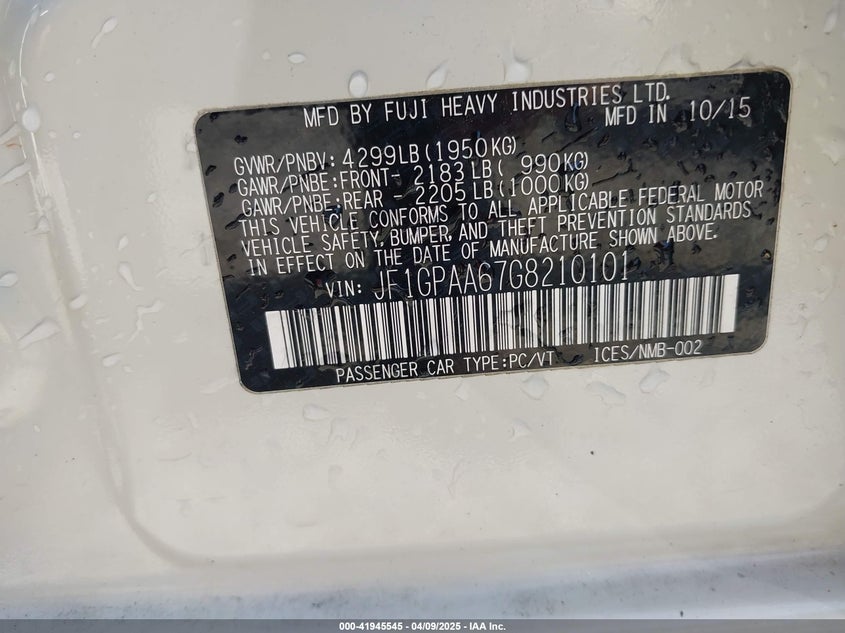 MFD BY FUJI HEAVY INDUSTRIES LTD.
MFD IN 10/15
GVWR/PNBV: 4299LB(1950KG)
GAWR/PNBE:FRONT- 2183LB( 990KG)
GAWR/PNBE:REAR - 2205LB(1000KG)
THIS VEHICLE CONFORMS TO ALL APPLICABLE FEDERAL MOTOR
VEHICLE SAFETY, BUMPER, AND THEFT PREVENTION STANDARDS
IN EFFECT ON THE DATE OF MANUFACTURE SHOWN ABOVE.
VIN: JF1GPAA67G8210101
PASSENGER CAR TYPE:PC/VT ICES/NMB-002
000-41945545 | 04/09/2025 - IAA Inc.